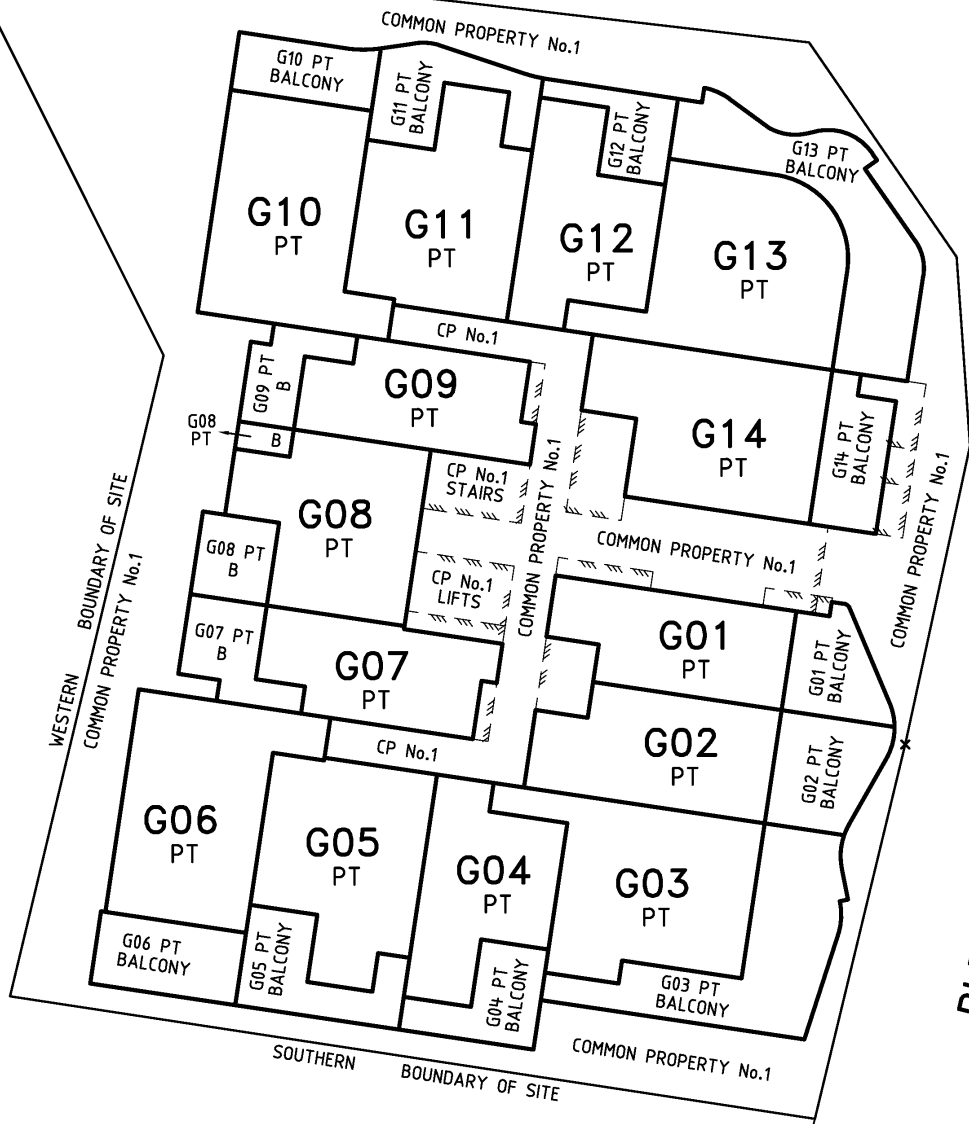 COMMON PROPERTY No.1
G10 PT
BALCONY
G11 PT
BALCONY
G12 PT
BALCONY
G13 PT
BALCONY
G10
PT
G11
PT
G12
PT
G13
PT
CP No.1
G09 PT
B
G09
PT
G08
PT
B
G14
PT
G14 PT
BALCONY
CP No.1
STAIRS
COMMON PROPERTY No.1
COMMON PROPERTY No.1
COMMON PROPERTY No.1
WESTERN BOUNDARY OF SITE
COMMON PROPERTY No.1
G08
PT
G08 PT
B
CP No.1
LIFTS
G07 PT
B
G07
PT
G01
PT
G01 PT
BALCONY
G02
PT
G02 PT
BALCONY
CP No.1
G06
PT
G05
PT
G04
PT
G03
PT
G06 PT
BALCONY
G05 PT
BALCONY
G04 PT
BALCONY
G03 PT
BALCONY
COMMON PROPERTY No.1
SOUTHERN BOUNDARY OF SITE